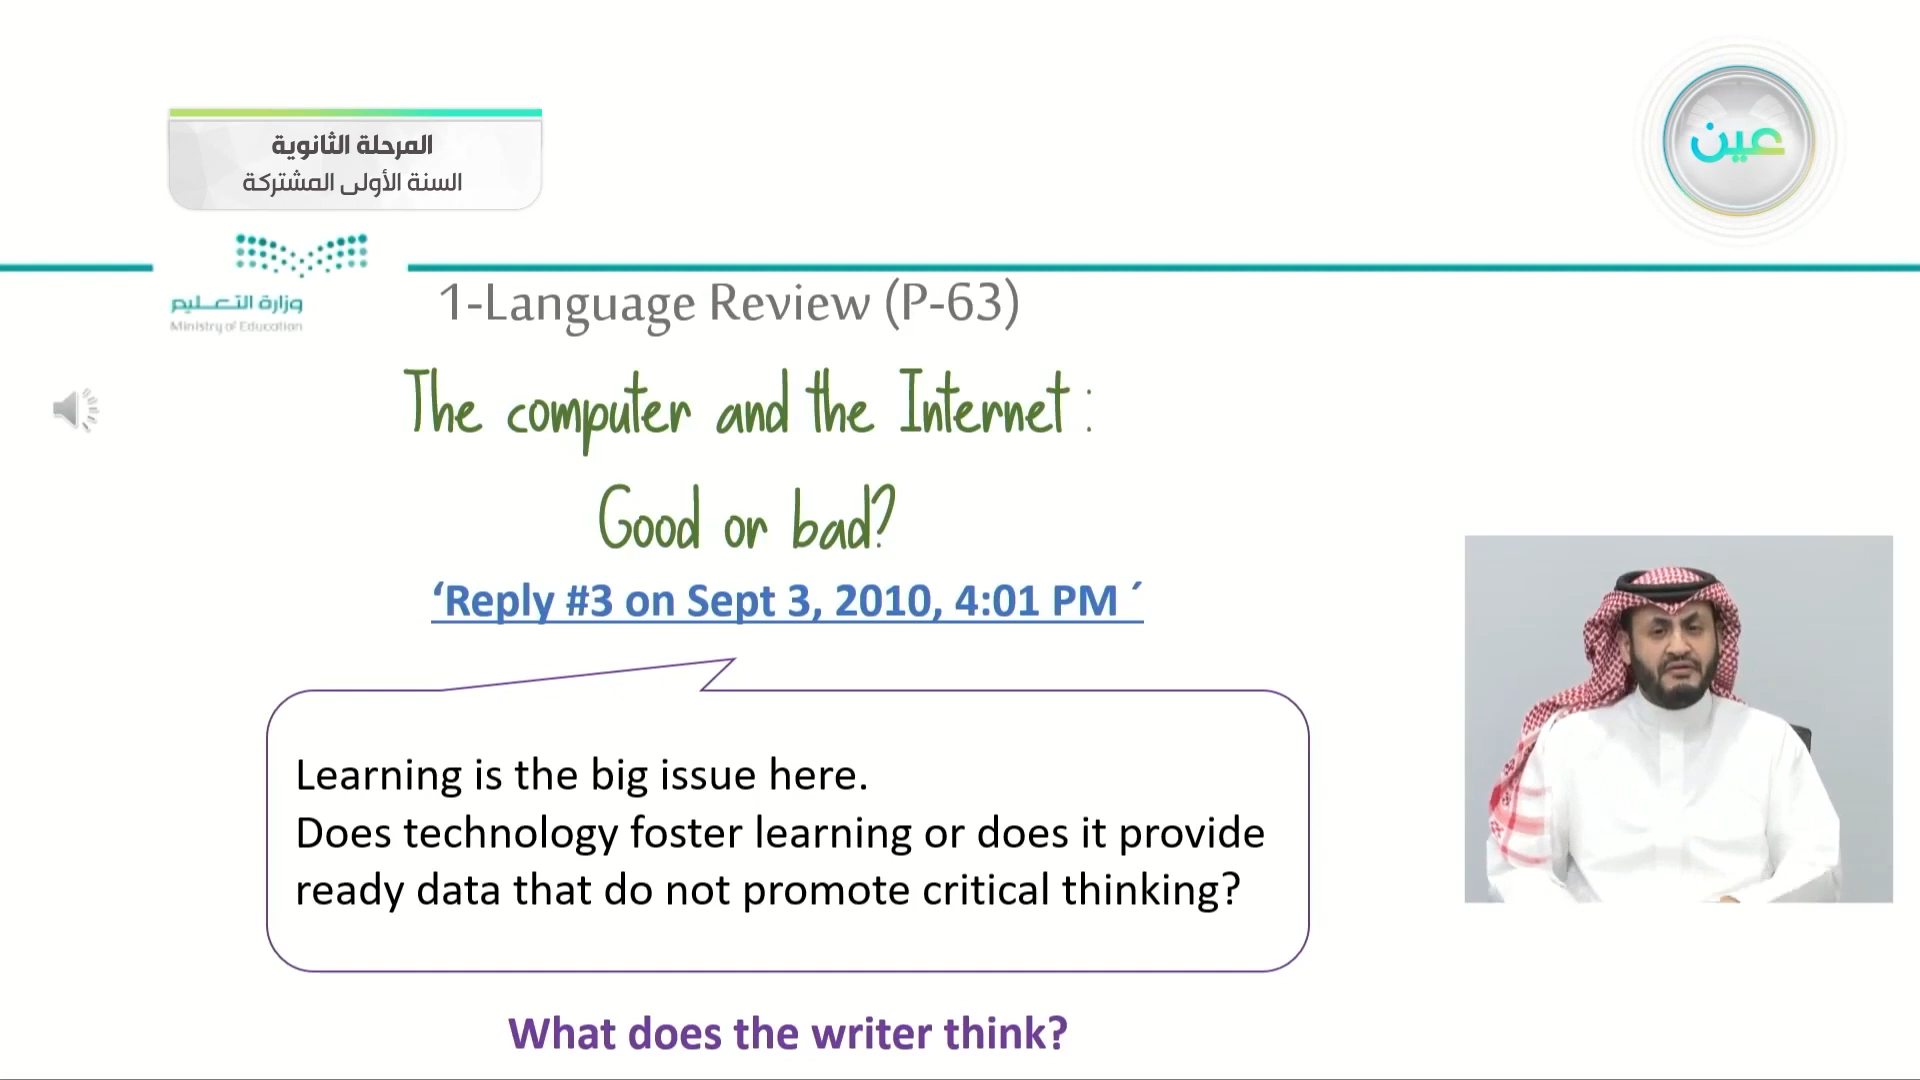 المرحلة الثانوية
السنة الأولى المشتركة
عين
وزارة التعليم
Ministry of Education
1-Language Review (P-63)
The computer and the Internet :
Good or bad?
‘Reply #3 on Sept 3, 2010, 4:01 PM ´
Learning is the big issue here.
Does technology foster learning or does it provide
ready data that do not promote critical thinking?
What does the writer think?